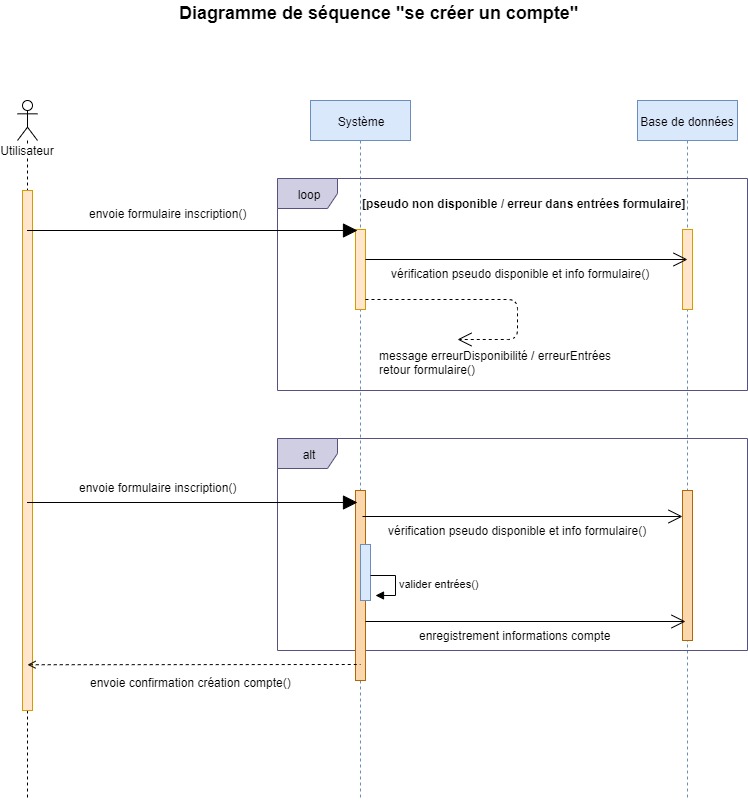 Diagramme de séquence "se créer un compte"
Utilisateur
Système
Base de données
loop
[pseudo non disponible / erreur dans entrées formulaire]
envoie formulaire inscription()
vérification pseudo disponible et info formulaire()
message erreurDisponibilité / erreurEntrées
retour formulaire()
alt
envoie formulaire inscription()
vérification pseudo disponible et info formulaire()
valider entrées()
enregistrement informations compte
envoie confirmation création compte()